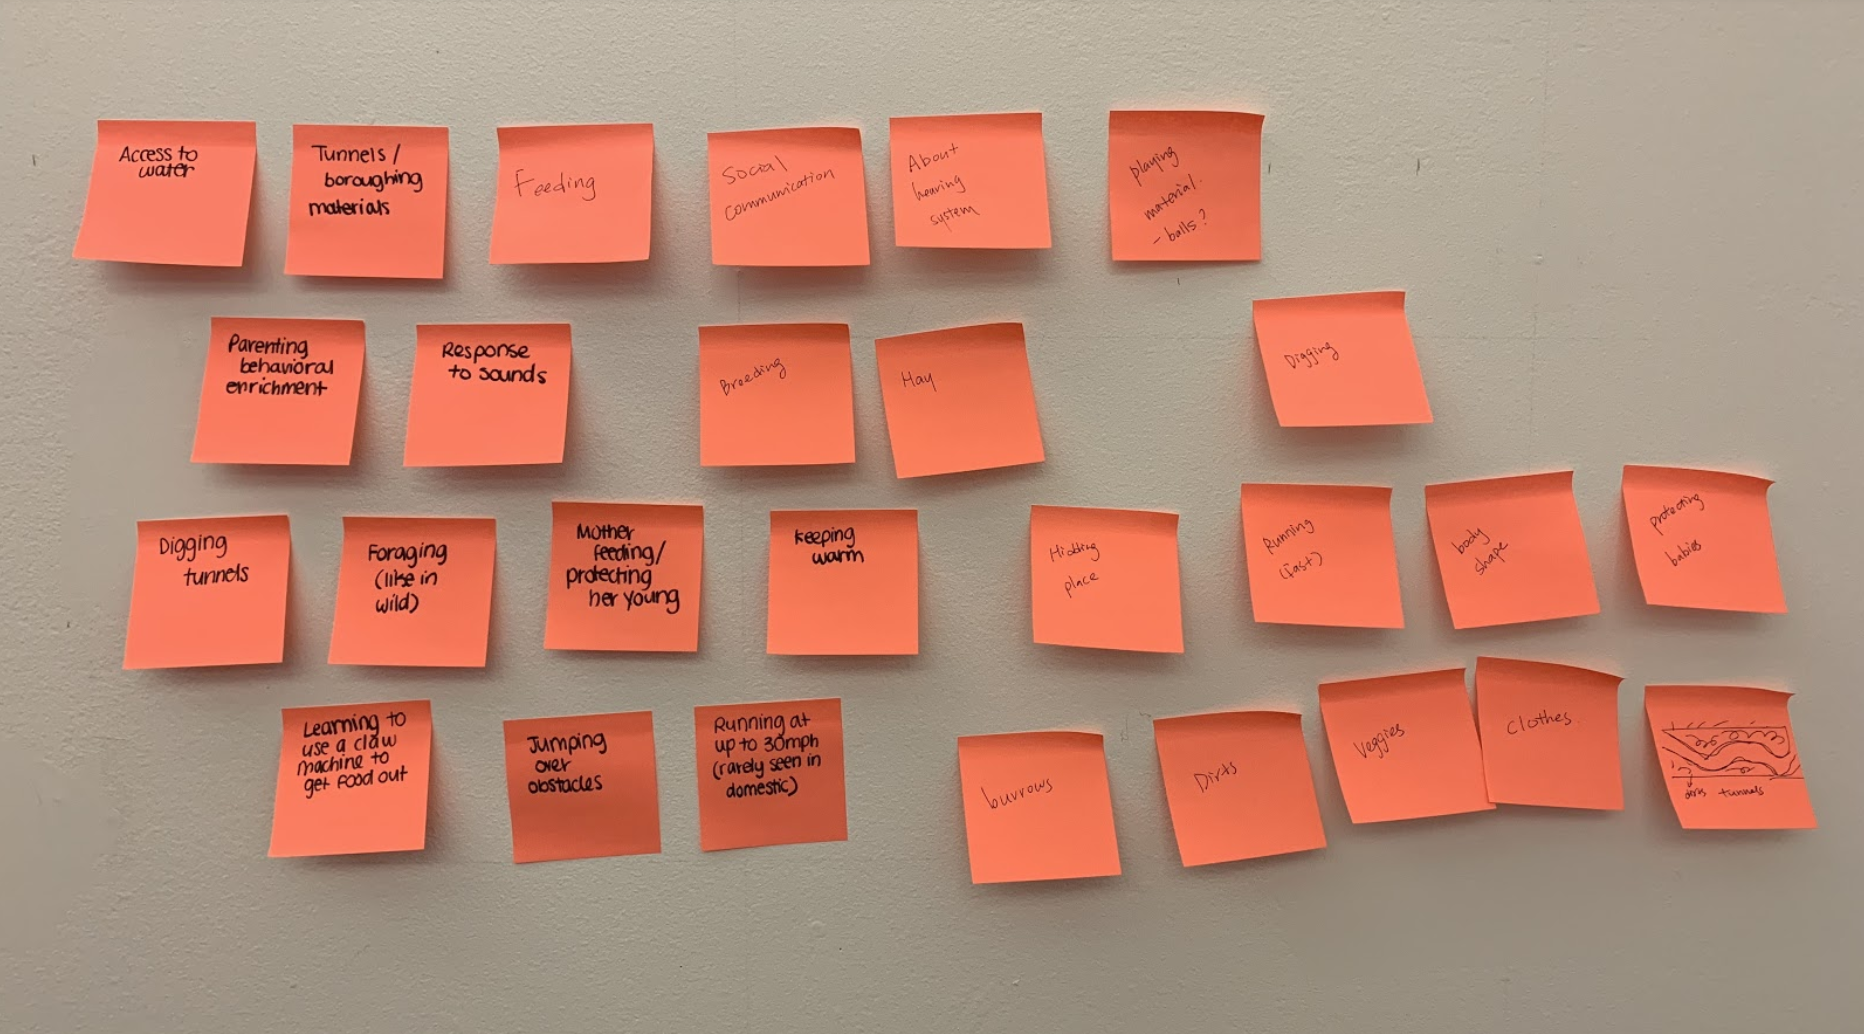 Access to
water
Tunnels /
boroughing
materials
Feeding
Social
communication
About
hearing
system
playing
material.
- balls?
Parenting
behavioral
enrichment
Response
to sounds
Breeding
Hay
Digging
Digging
tunnels
Foraging
(like in
wild)
Mother
feeding/
protecting
her young
keeping
warm
Hidding
place
Running
(fast)
body
shape
protecting
babies
Learning to
use a claw
machine to
get food out
Jumping
over
obstacles
Running at
up to 30mph
(rarely seen in
domestic)
burrows
Dirts
Veggies
Clothes.
tunnels